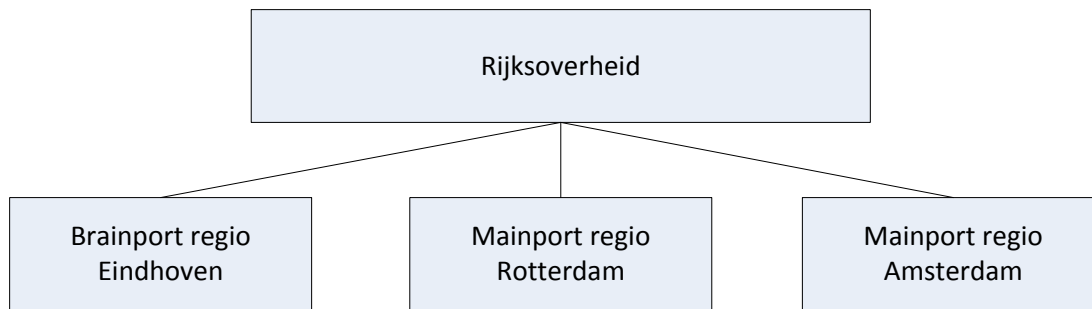 Rijksoverheid
Brainport regio
Eindhoven
Mainport regio
Rotterdam
Mainport regio
Amsterdam